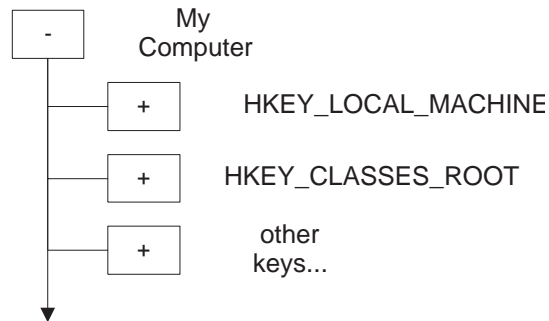 -
My
Computer
+
HKEY_LOCAL_MACHINE
+
HKEY_CLASSES_ROOT
+
other
keys...